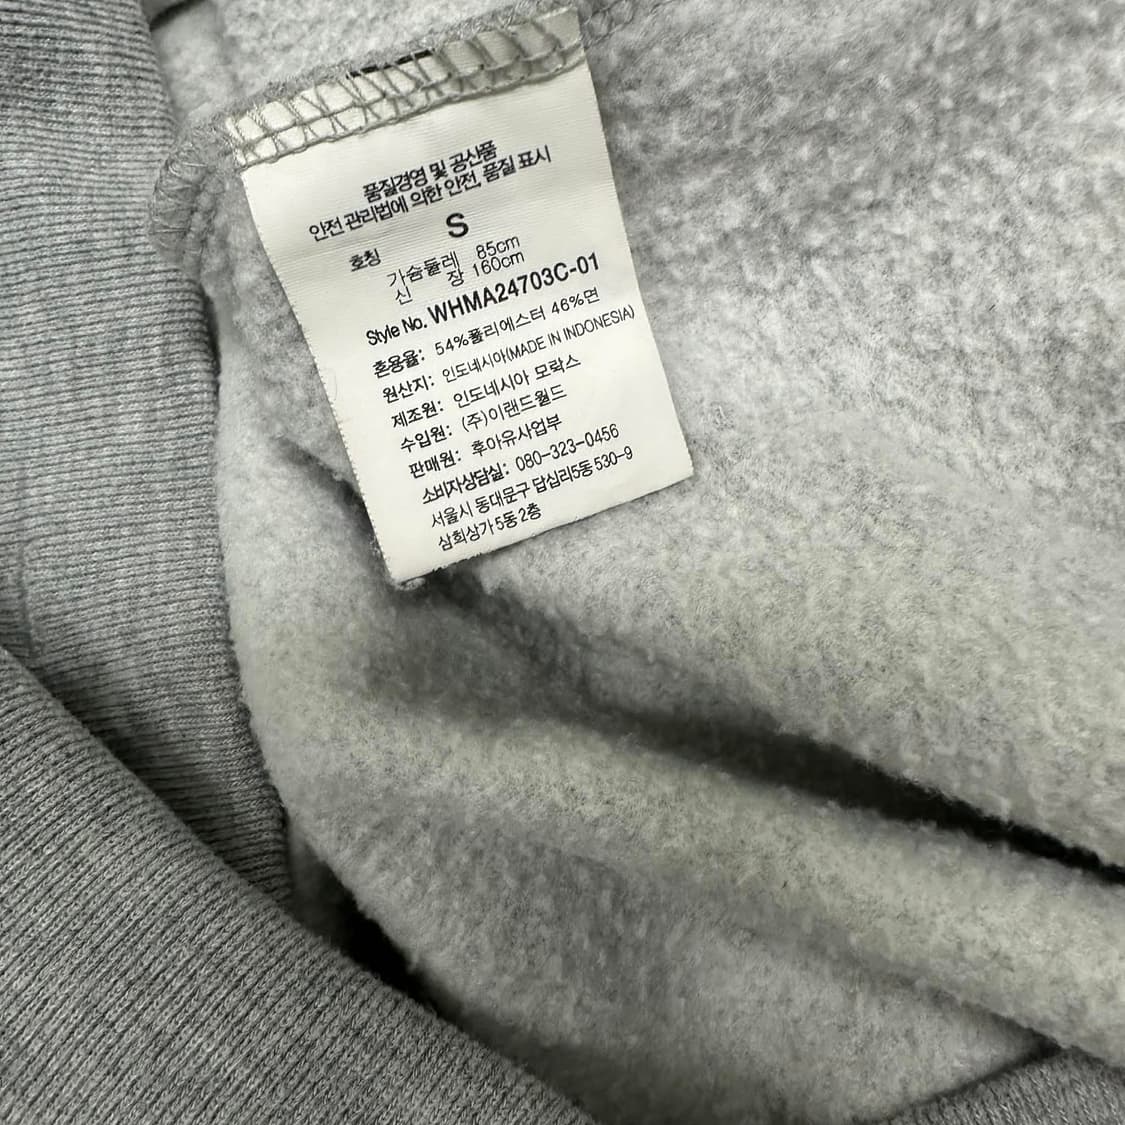 품질경영 및 공산품
안전 관리법에 의한 안전, 품질 표시
호칭 S
가슴둘레 85cm
신 장 160cm
Style No. WHMA24703C-01
혼용율: 54%폴리에스터 46%면
원산지: 인도네시아(MADE IN INDONESIA)
제조원: 인도네시아 모락스
수입원: (주)이랜드월드
판매원: 후아유사업부
소비자상담실: 080-323-0456
서울시 동대문구 답십리5동 530-9
삼희상가 5동 2층